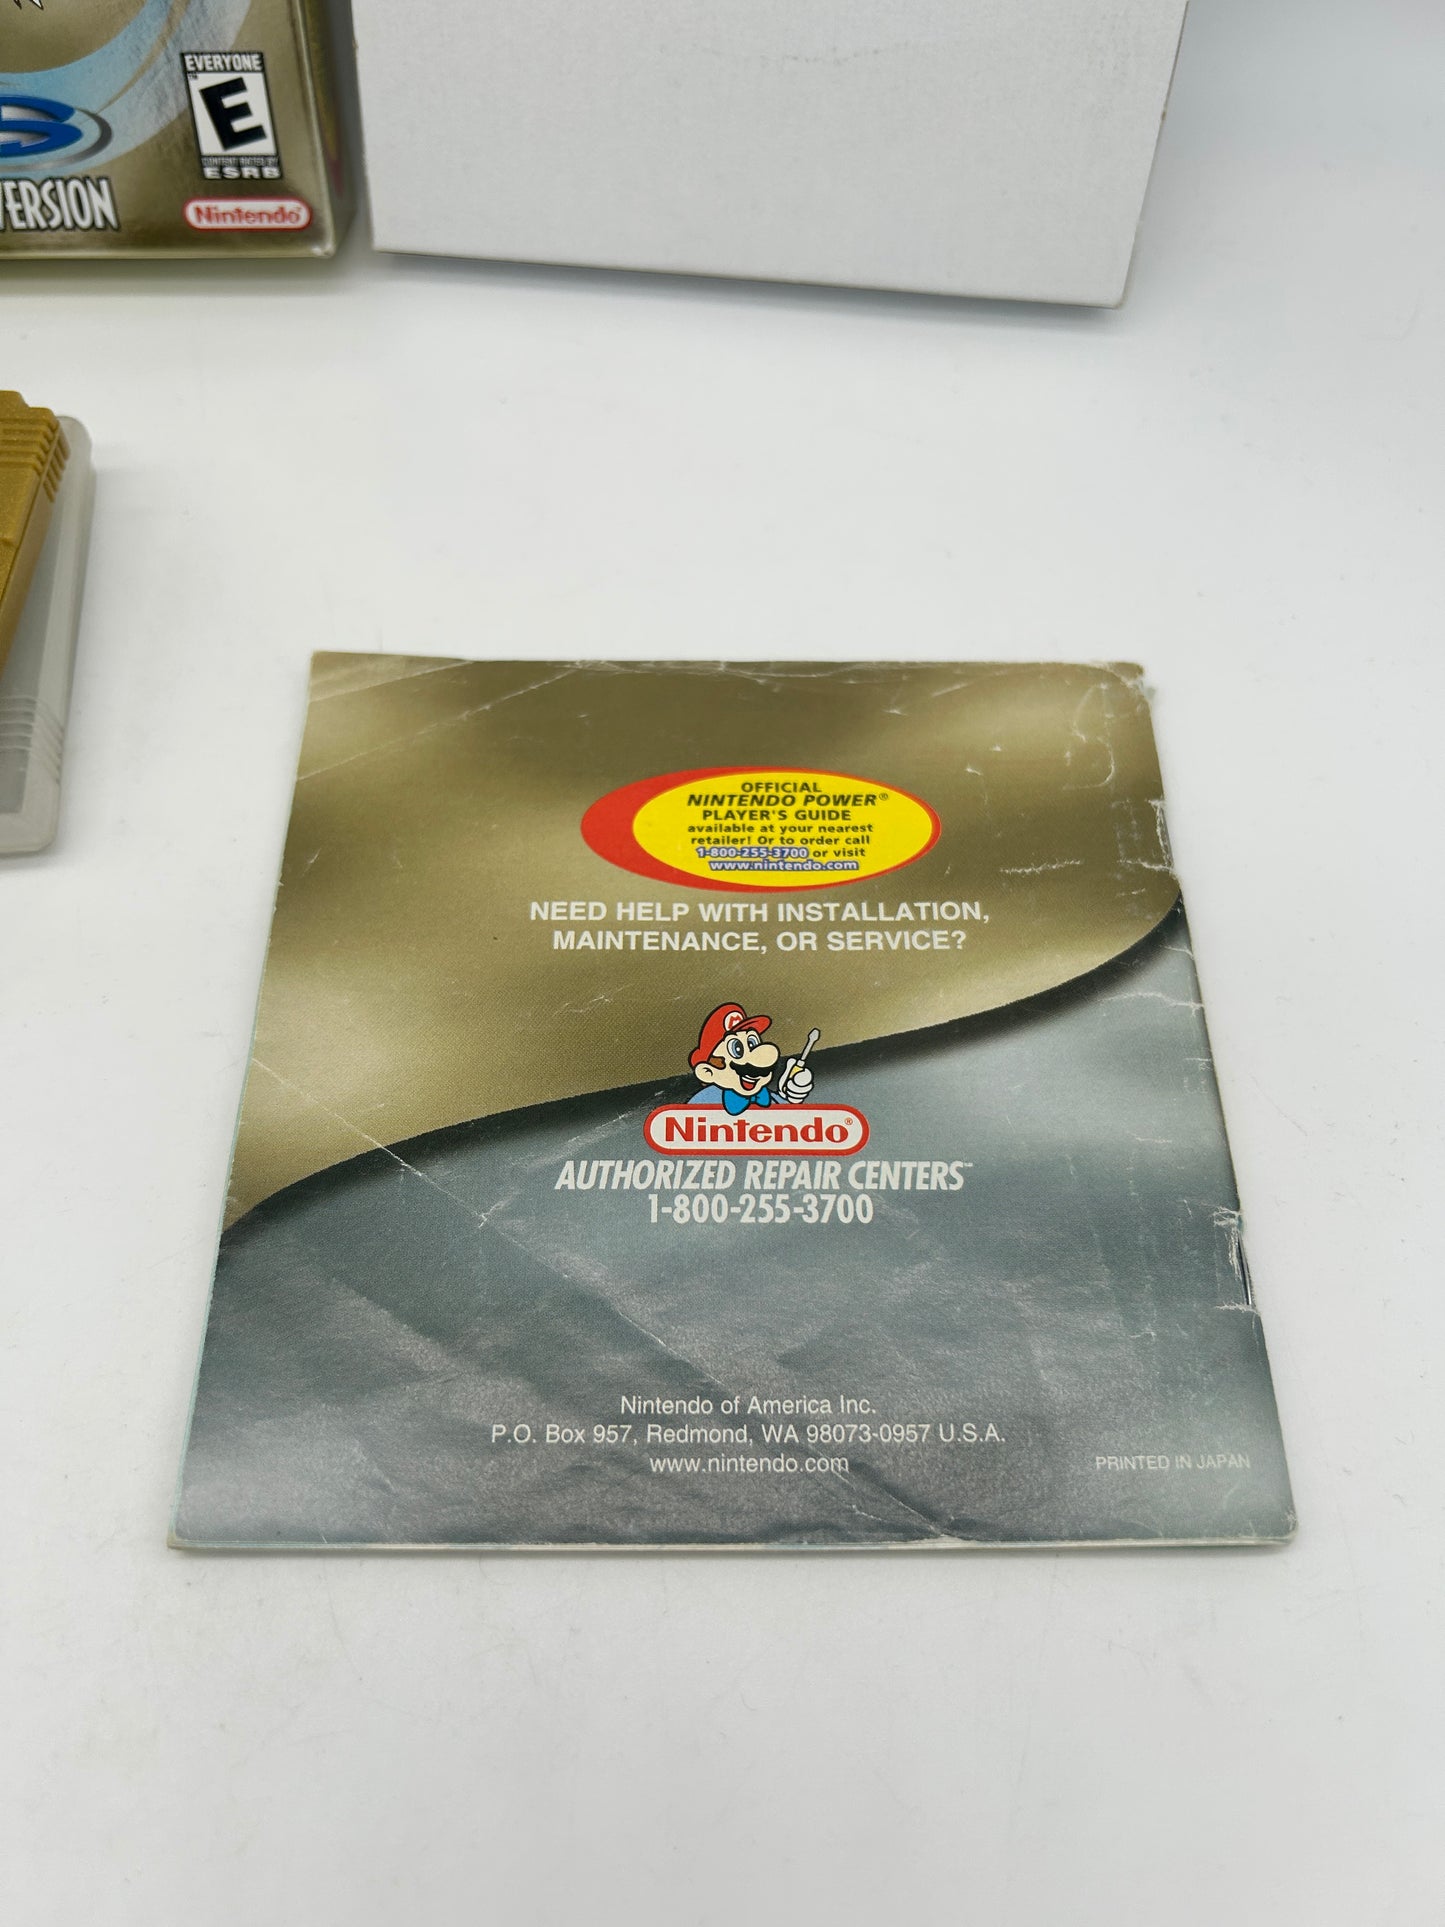 EVERYONE
E
CONTENT RATED BY
ESRB
VERSION
Nintendo
OFFICIAL
NINTENDO POWER®
PLAYER'S GUIDE
available at your nearest
retailer! Or to order call
1-800-255-3700 or visit
www.nintendo.com
NEED HELP WITH INSTALLATION,
MAINTENANCE, OR SERVICE?
M
Nintendo®
AUTHORIZED REPAIR CENTERS™
1-800-255-3700
Nintendo of America Inc.
P.O. Box 957, Redmond, WA 98073-0957 U.S.A.
www.nintendo.com
PRINTED IN JAPAN